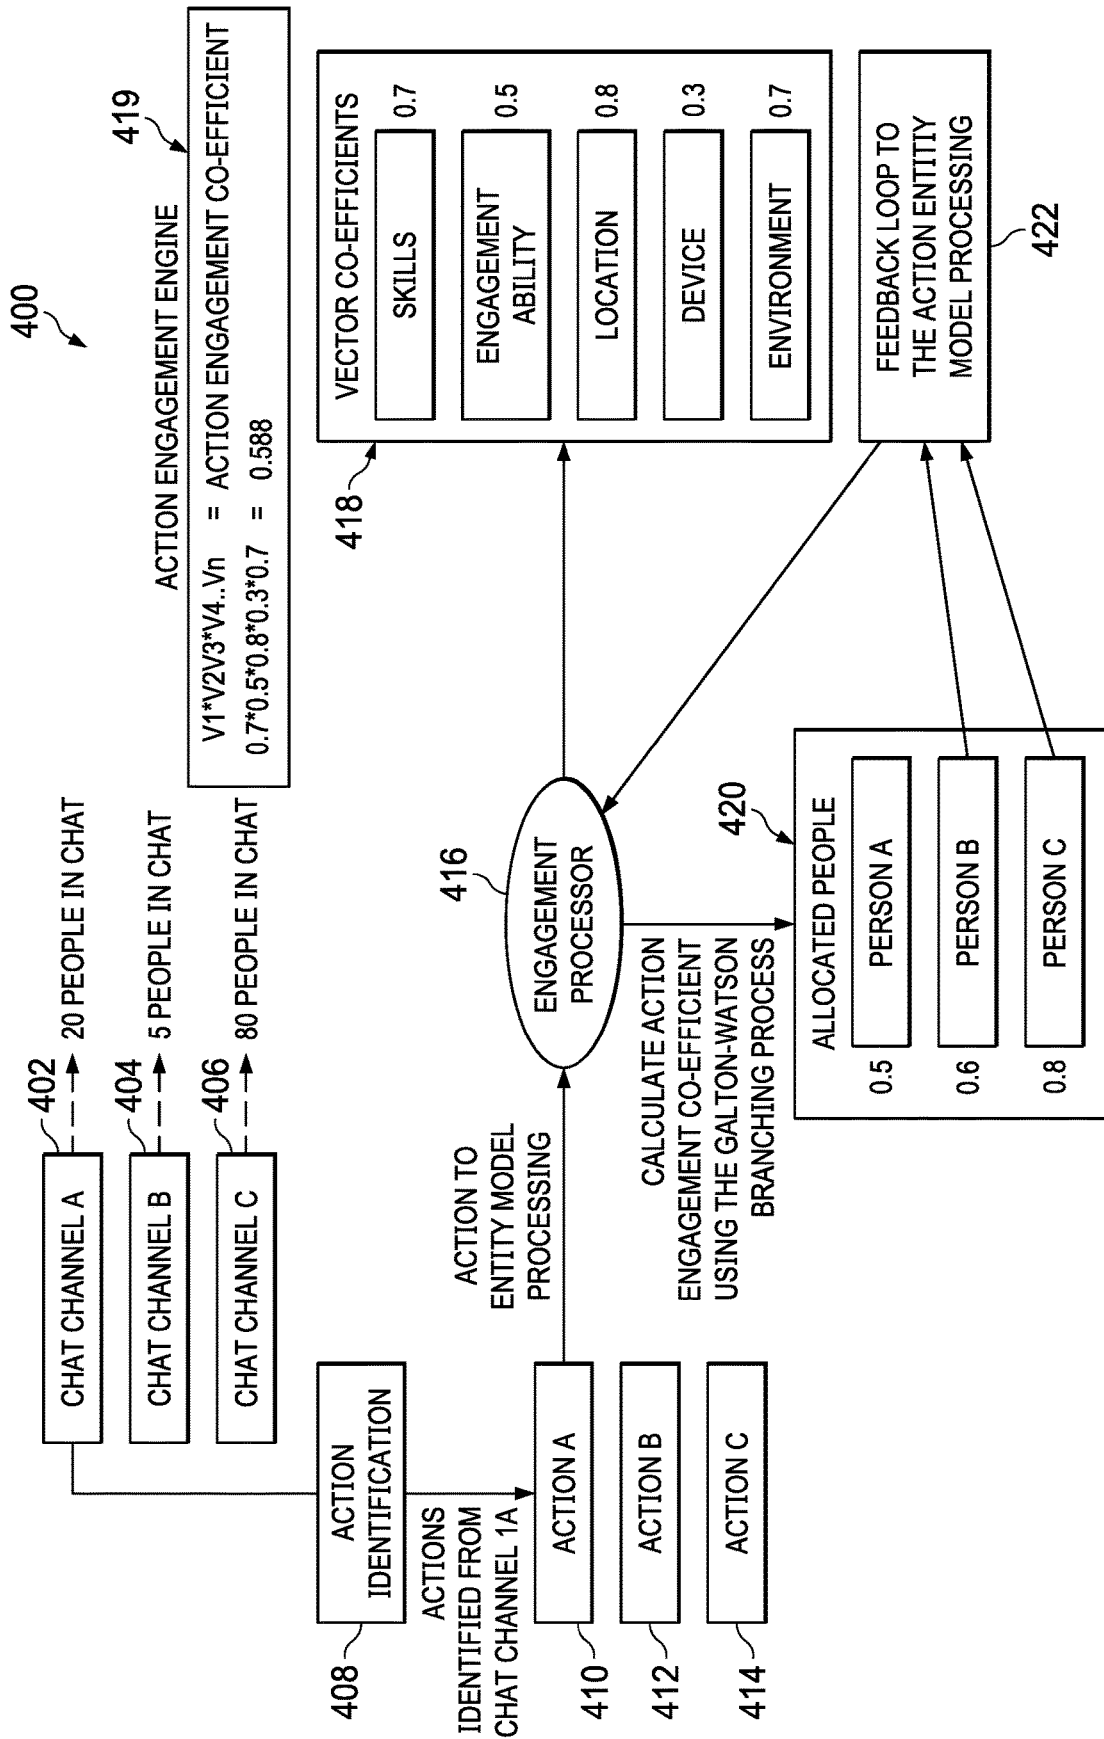 400
402
CHAT CHANNEL A
20 PEOPLE IN CHAT
404
CHAT CHANNEL B
5 PEOPLE IN CHAT
406
CHAT CHANNEL C
80 PEOPLE IN CHAT
ACTION ENGAGEMENT ENGINE
419
V1*V2V3*V4..Vn = ACTION ENGAGEMENT CO-EFFICIENT
0.7*0.5*0.8*0.3*0.7 = 0.588
408
ACTION
IDENTIFICATION
ACTIONS
IDENTIFIED FROM
CHAT CHANNEL 1A
410
ACTION A
412
ACTION B
414
ACTION C
ACTION TO
ENTITY MODEL
PROCESSING
416
ENGAGEMENT
PROCESSOR
418
VECTOR CO-EFFICIENTS
SKILLS
0.7
ENGAGEMENT
ABILITY
0.5
LOCATION
0.8
DEVICE
0.3
ENVIRONMENT
0.7
CALCULATE ACTION
ENGAGEMENT CO-EFFICIENT
USING THE GALTON-WATSON
BRANCHING PROCESS
420
ALLOCATED PEOPLE
0.5
PERSON A
0.6
PERSON B
0.8
PERSON C
FEEDBACK LOOP TO
THE ACTION ENTITIY
MODEL PROCESSING
422